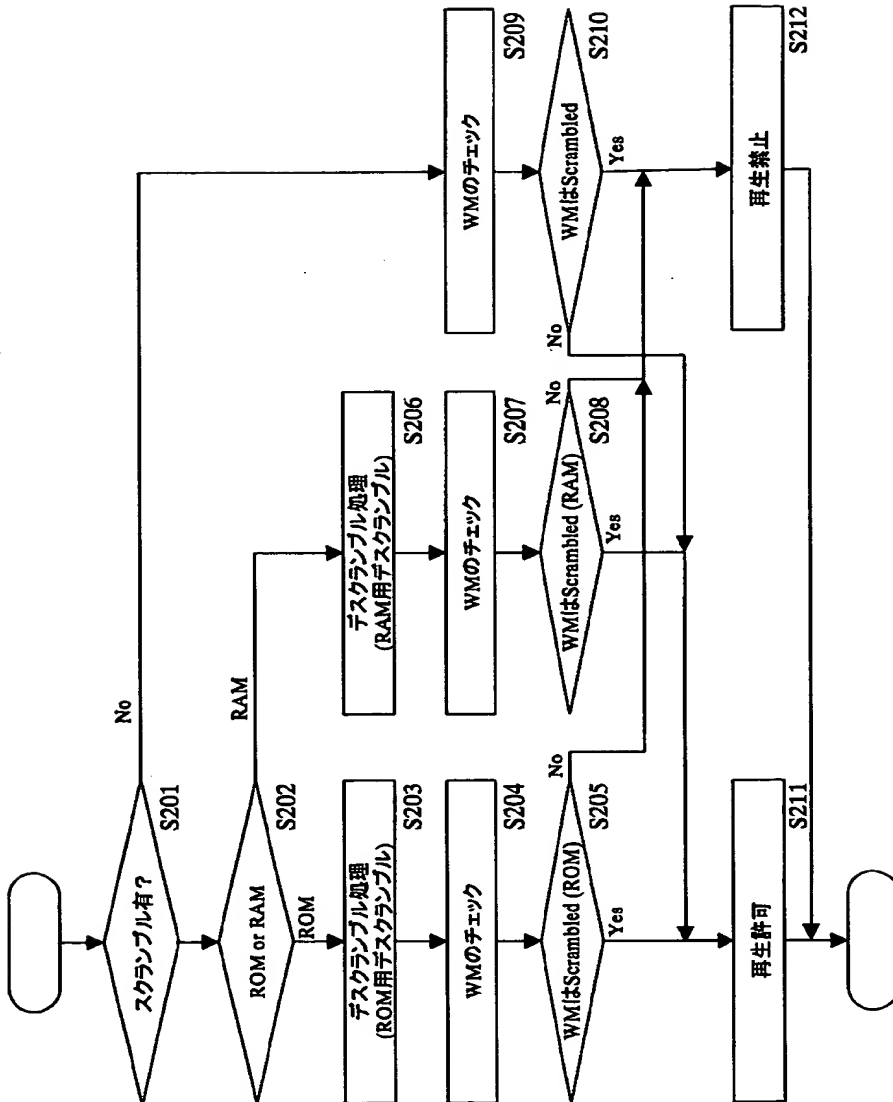 スクランブル有?
S201
No
ROM or RAM
S202
RAM
ROM
デスクランブル処理
(ROM用デスクランブル)
S203
デスクランブル処理
(RAM用デスクランブル)
S206
WMのチェック
S204
WMのチェック
S207
WMのチェック
S209
WMはScrambled (ROM)
S205
No
Yes
WMはScrambled (RAM)
S208
No
Yes
WMはScrambled
S210
No
Yes
再生許可
S211
再生禁止
S212